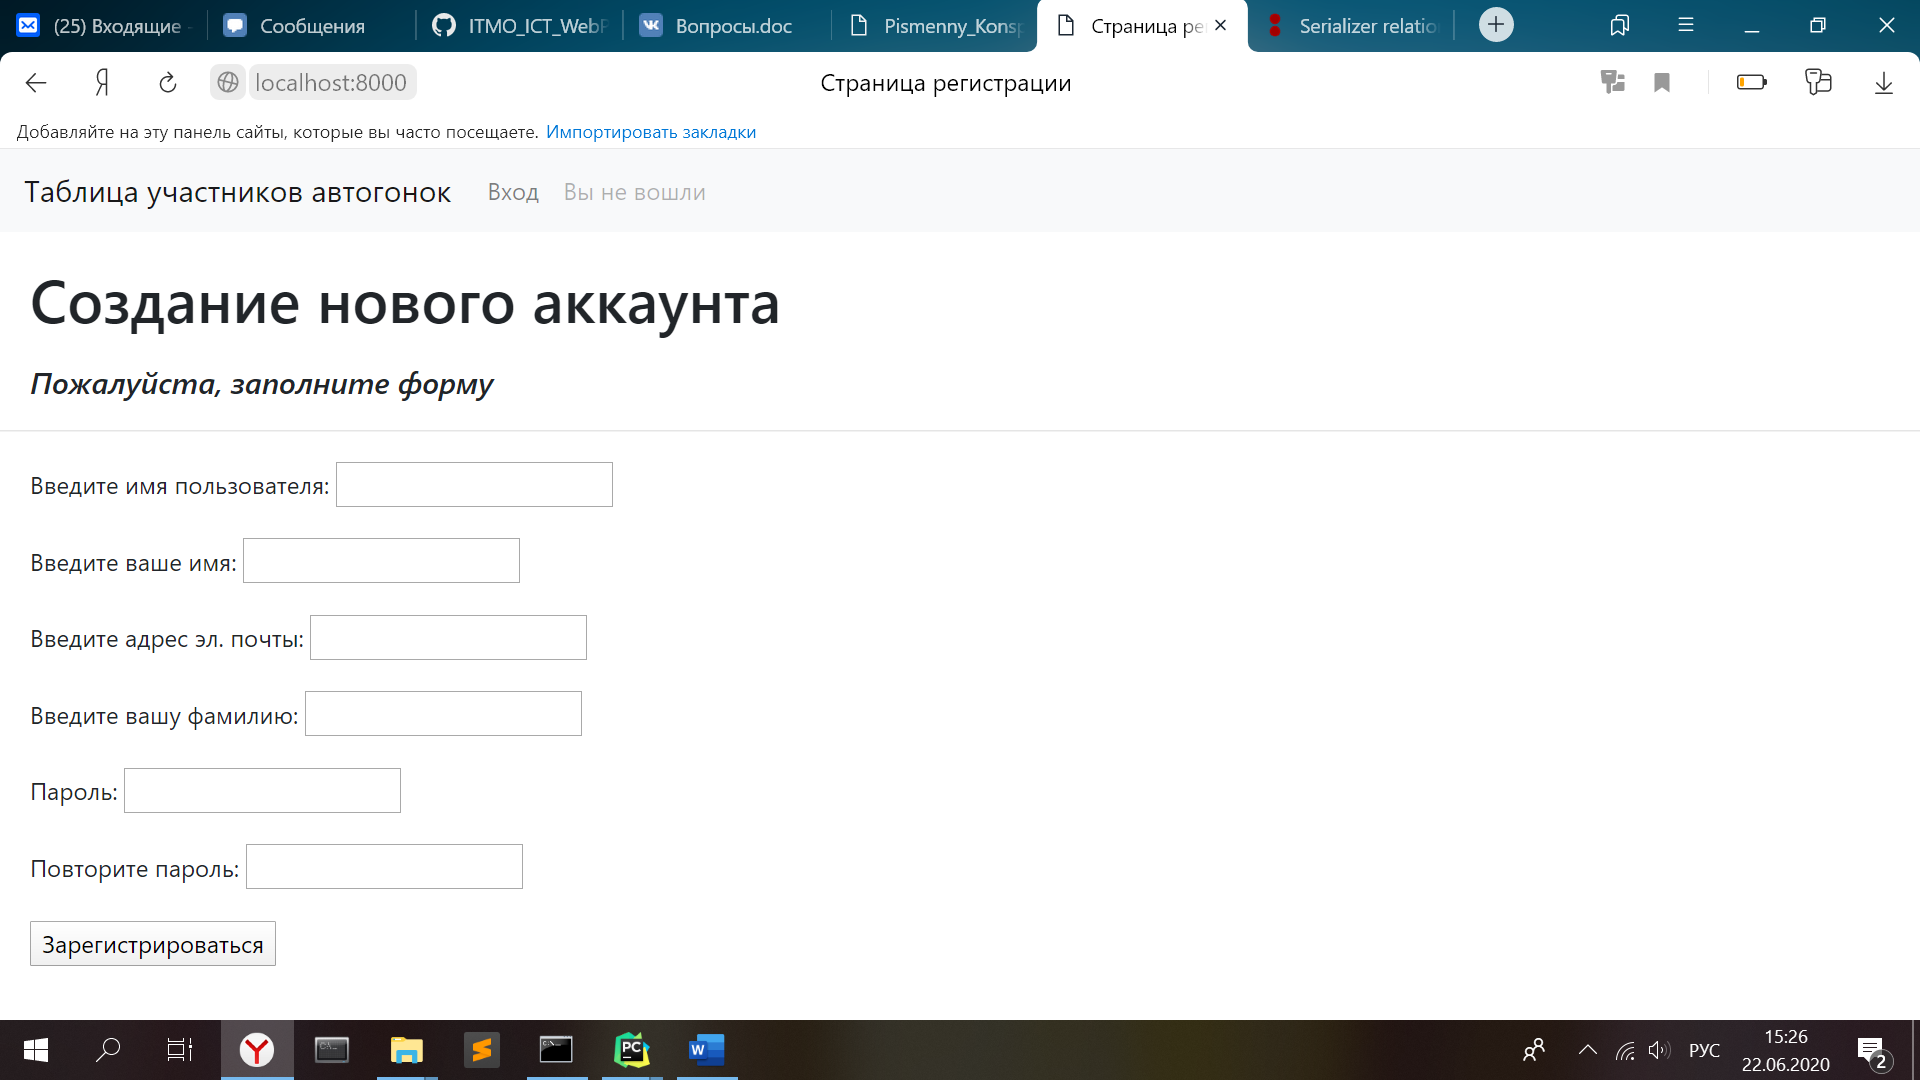 (25) Входящие -
Сообщения
ITMO_ICT_WebP
Вопросы.doc
Pismenny_Konsp
Страница рег
Serializer relatio
localhost:8000
Страница регистрации
Добавляйте на эту панель сайты, которые вы часто посещаете. Импортировать закладки
Таблица участников автогонок Вход Вы не вошли
Создание нового аккаунта
Пожалуйста, заполните форму
Введите имя пользователя:
Введите ваше имя:
Введите адрес эл. почты:
Введите вашу фамилию:
Пароль:
Повторите пароль:
Зарегистрироваться
РУС
15:26
22.06.2020
2